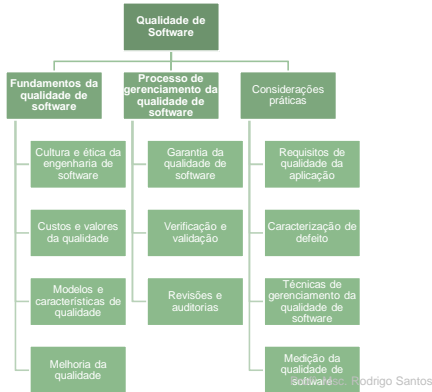 Qualidade de
Software
Fundamentos da
qualidade de
software
Processo de
gerenciamento da
qualidade de
software
Considerações
práticas
Cultura e ética da
engenharia de
software
Custos e valores
da qualidade
Modelos e
características de
qualidade
Melhoria da
qualidade
Garantia da
qualidade de
software
Verificação e
validação
Revisões e
auditorias
Requisitos de
qualidade da
aplicação
Caracterização de
defeito
Técnicas de
gerenciamento da
qualidade de
software
Medição da
qualidade de
software
Rodrigo Santos